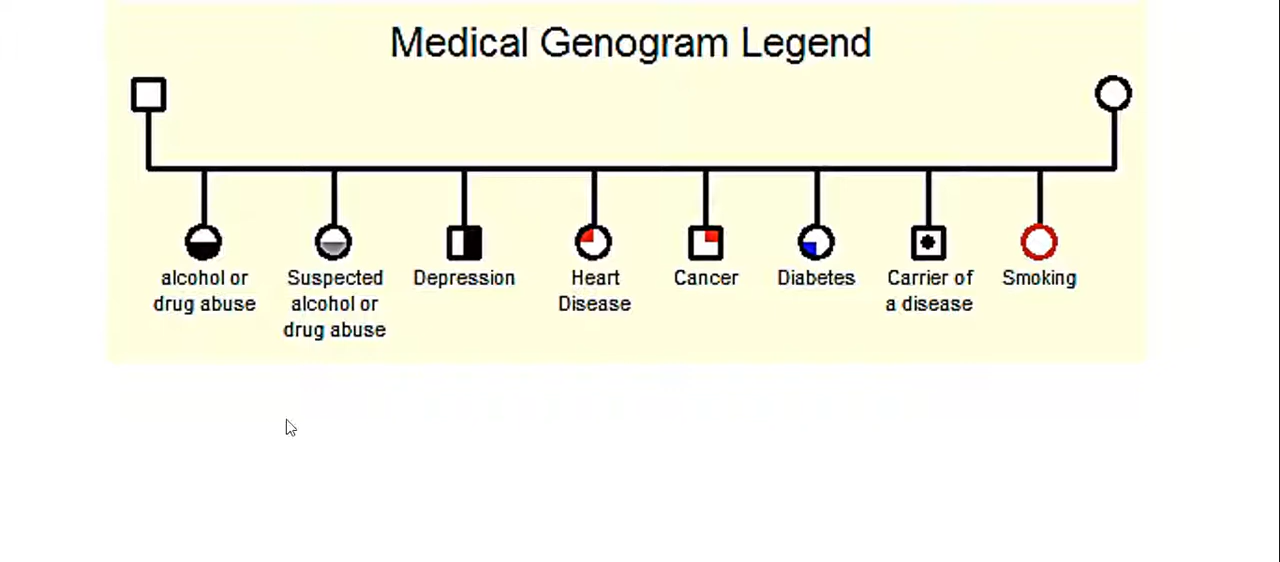 Medical Genogram Legend
alcohol or
drug abuse
Suspected
alcohol or
drug abuse
Depression
Heart
Disease
Cancer
Diabetes
Carrier of
a disease
Smoking